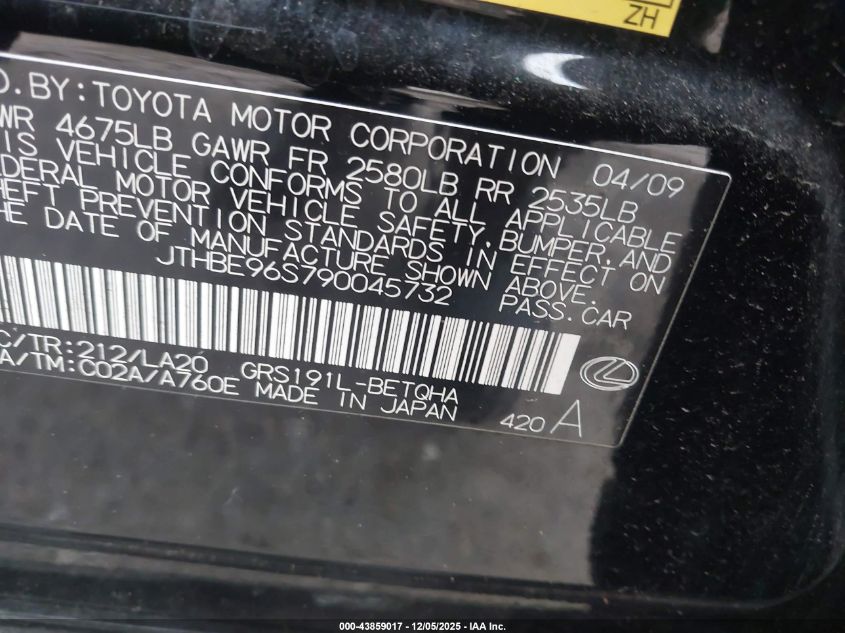 ZH
D.BY:TOYOTA MOTOR CORPORATION 04/09
WR 4675LB GAWR FR 2580LB RR 2535LB
IS VEHICLE CONFORMS TO ALL APPLICABLE
DERAL MOTOR VEHICLE SAFETY,BUMPER,AND
HEFT PREVENTION STANDARDS IN EFFECT ON
HE DATE OF MANUFACTURE SHOWN ABOVE.
JTHBE96S790045732 PASS.CAR
C/TR:212/LA20 GRS191L-BETQHA
A/TM:C02A/A760E MADE IN JAPAN 420 A
000-43859017 - 12/05/2025 - IAA Inc.